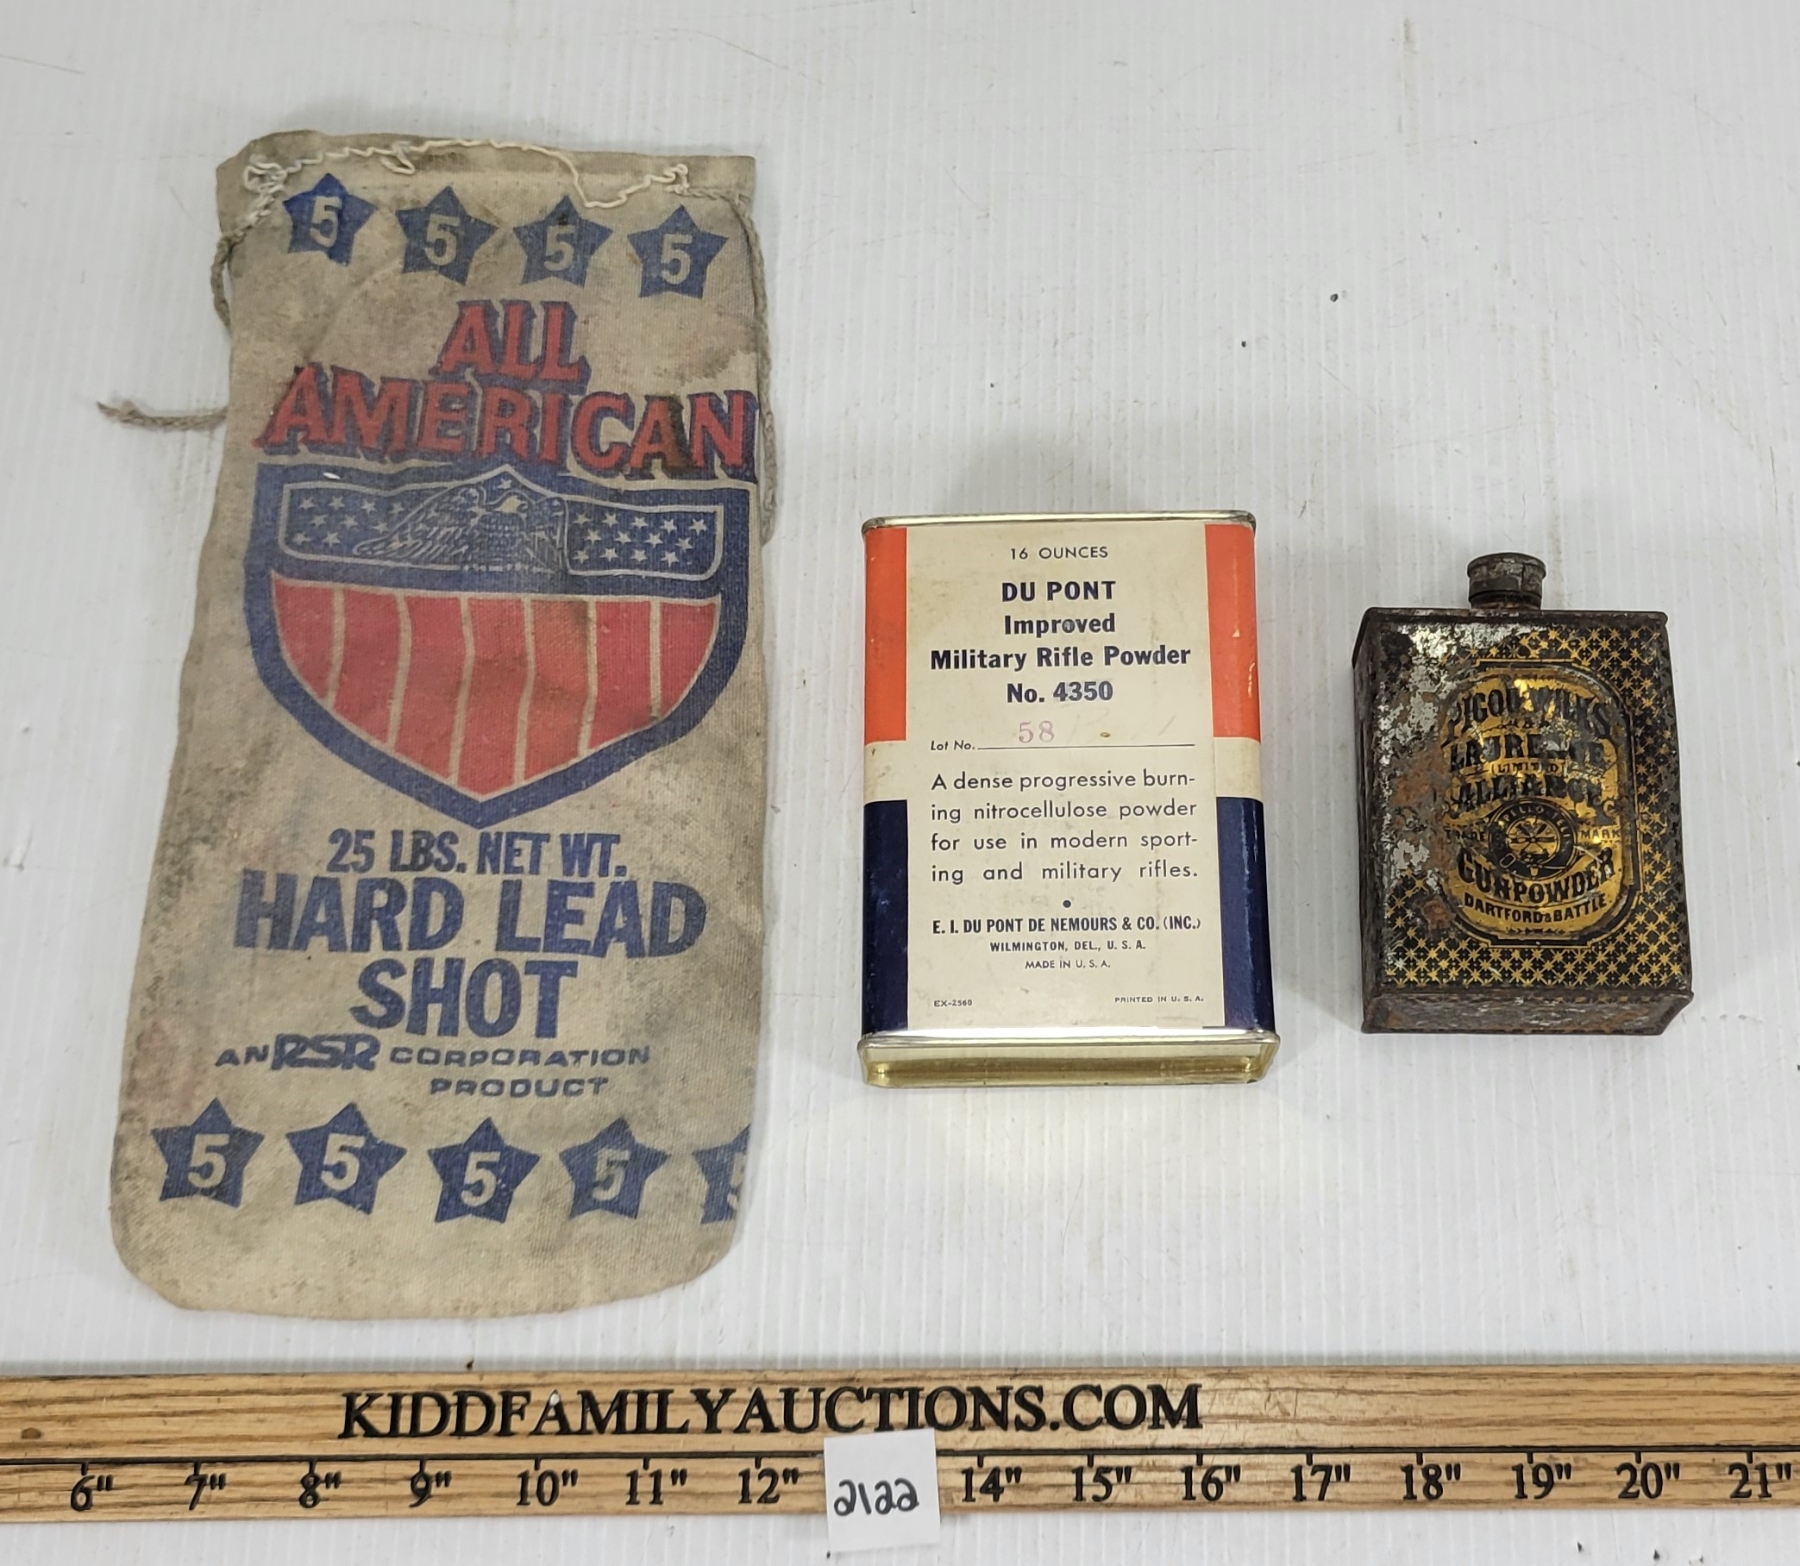 5 5 5 5
ALL
AMERICAN
25 LBS. NET WT.
HARD LEAD
SHOT
AN RSR CORPORATION
PRODUCT
5 5 5 5 5
16 OUNCES
DU PONT
Improved
Military Rifle Powder
No. 4350
Lot No. 58
A dense progressive burn-
ing nitrocellulose powder
for use in modern sport-
ing and military rifles.
E. I. DU PONT DE NEMOURS & CO. (INC.)
WILMINGTON, DEL., U. S. A.
MADE IN U. S. A.
EX-2560 PRINTED IN U. S. A.
PIGOU WILKS
&
LAURENCE
LIMITED
ALLIANCE
TRADE MARK
GUNPOWDER
DARTFORD & BATTLE.
KIDDFAMILYAUCTIONS.COM
6" 7" 8" 9" 10" 11" 12" 14" 15" 16" 17" 18" 19" 20" 21"
2122